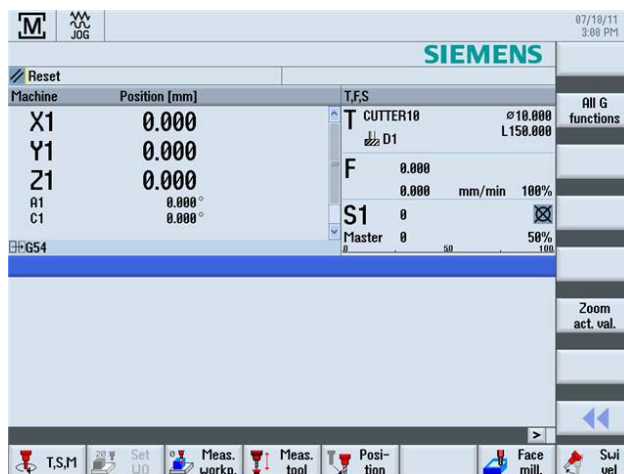 M JOG 07/18/11
3:08 PM
SIEMENS
Reset
Machine Position [mm] T,F,S
X1 0.000
Y1 0.000
Z1 0.000
A1 0.000°
C1 0.000°
G54
T CUTTER10 ø10.000
D1 L150.000
F 0.000
0.000 mm/min 100%
S1 0
Master 0 50%
0 50 100
All G
functions
Zoom
act. val.
>
T,S,M
Set
WO
Meas.
workp.
Meas.
tool
Posi-
tion
Face
mill.
Swi
vel